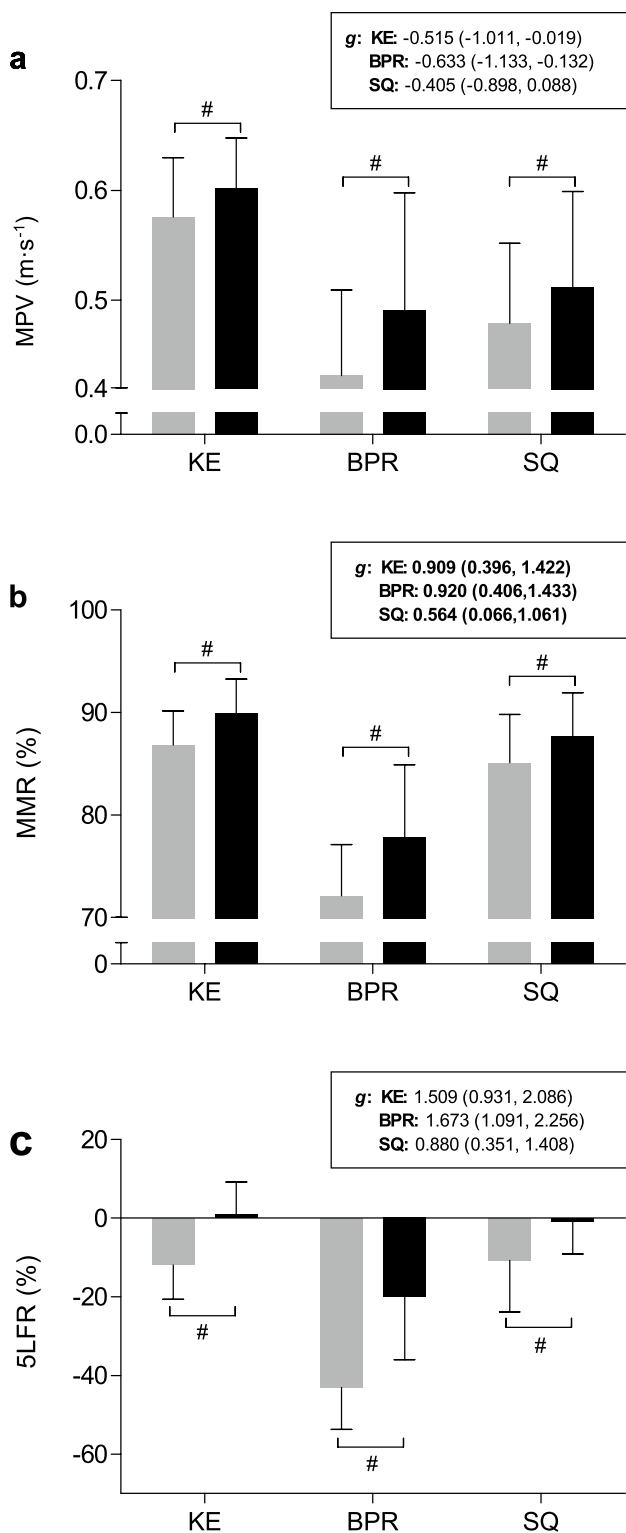 a
g: KE: -0.515 (-1.011, -0.019)
BPR: -0.633 (-1.133, -0.132)
SQ: -0.405 (-0.898, 0.088)
MPV (m·s-1)
0.7
0.6
0.5
0.4
0.0
#
#
#
KE BPR SQ
b
g: KE: 0.909 (0.396, 1.422)
BPR: 0.920 (0.406,1.433)
SQ: 0.564 (0.066,1.061)
MMR (%)
100
90
80
70
0
#
#
#
KE BPR SQ
c
g: KE: 1.509 (0.931, 2.086)
BPR: 1.673 (1.091, 2.256)
SQ: 0.880 (0.351, 1.408)
5LFR (%)
20
0
-20
-40
-60
#
#
#
KE BPR SQ